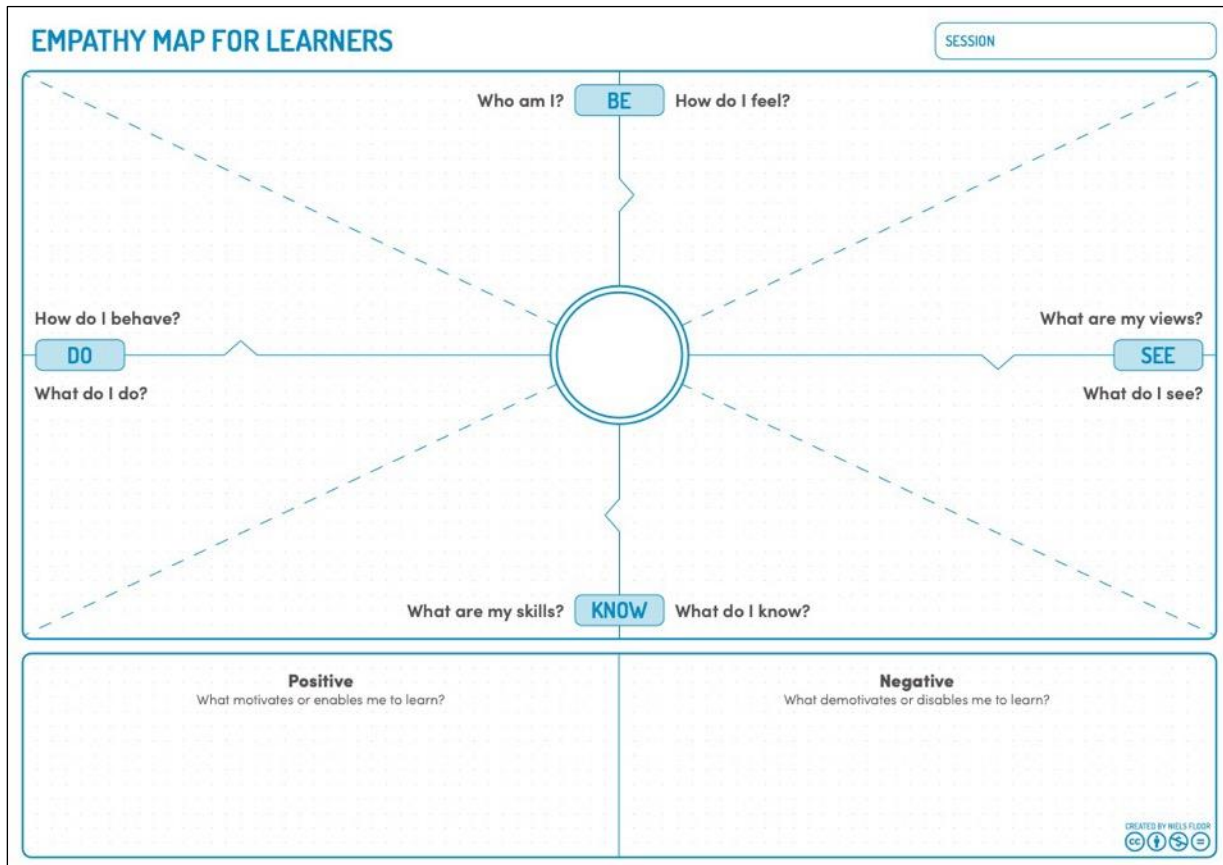 EMPATHY MAP FOR LEARNERS
SESSION
Who am I? BE How do I feel?
How do I behave?
DO
What do I do?
What are my views?
SEE
What do I see?
What are my skills? KNOW What do I know?
Positive
What motivates or enables me to learn?
Negative
What demotivates or disables me to learn?
CREATED BY NIELS FLOOR
cc